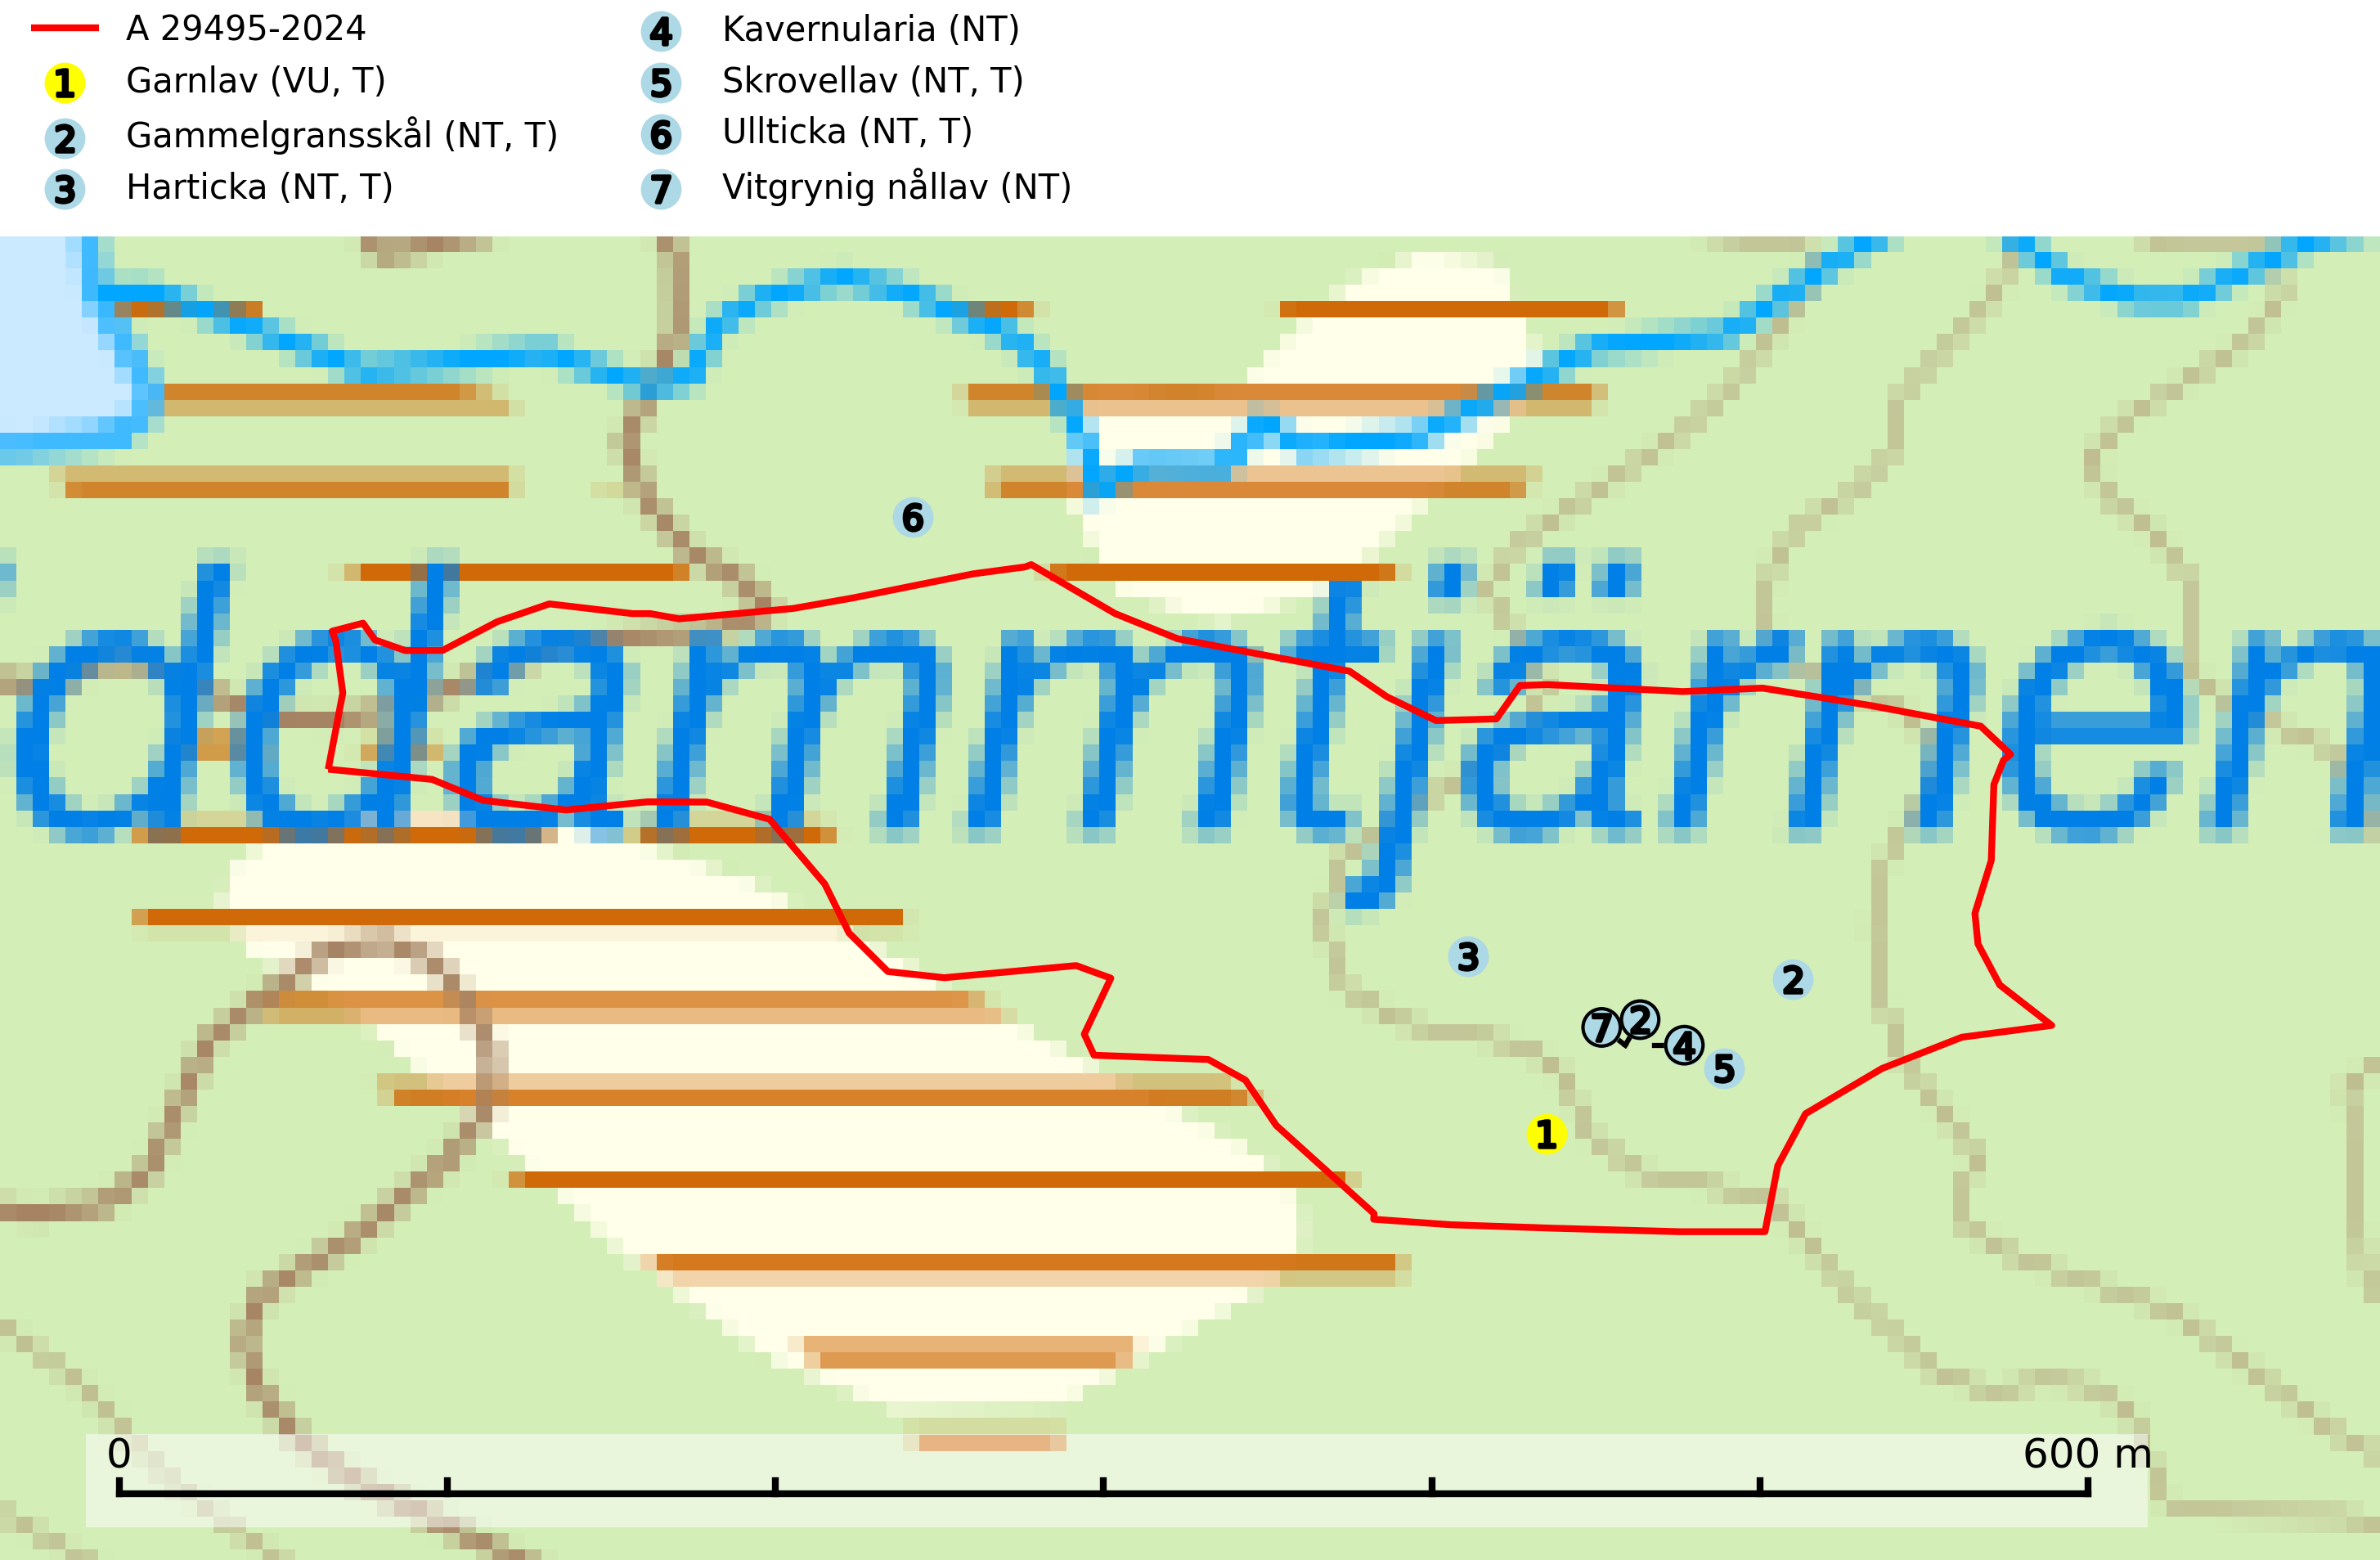 A 29495-2024
1 Garnlav (VU, T)
2 Gammelgransskål (NT, T)
3 Harticka (NT, T)
4 Kavernularia (NT)
5 Skrovellav (NT, T)
6 Ullticka (NT, T)
7 Vitgrynig nållav (NT)
6
ddammtjärnen
3
2
7
2
4
5
1
0
600 m